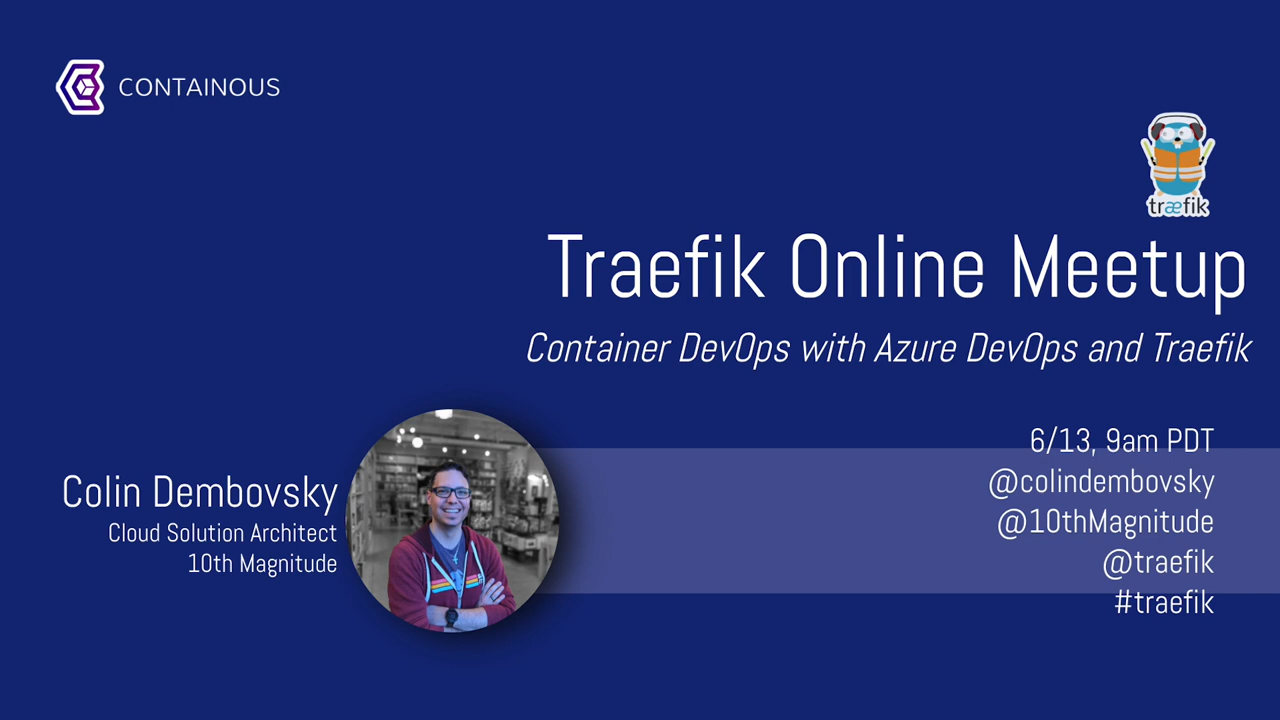 CONTAINOUS
træfik
Traefik Online Meetup
Container DevOps with Azure DevOps and Traefik
Colin Dembovsky
Cloud Solution Architect
10th Magnitude
6/13, 9am PDT
@colindembovsky
@10thMagnitude
@traefik
#traefik